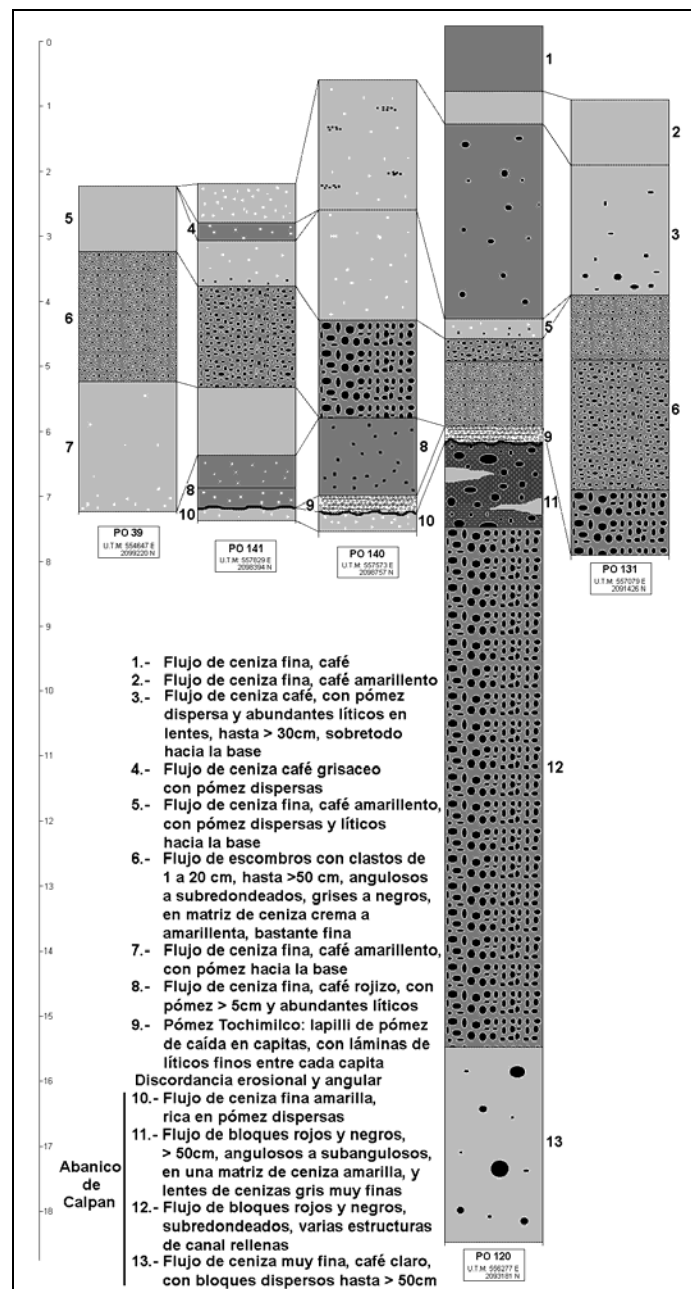 0
1
2
3
4
5
6
7
8
9
10
11
12
13
14
15
16
17
18
1
2
3
4
5
5
6
6
7
8
8
9
9
10
10
11
12
13
PO 39
U.T.M: 554647 E
2099220 N
PO 141
U.T.M: 557829 E
2098394 N
PO 140
U.T.M: 557573 E
2098757 N
PO 131
U.T.M: 557079 E
2091426 N
1.- Flujo de ceniza fina, café
2.- Flujo de ceniza fina, café amarillento
3.- Flujo de ceniza café, con pómez
dispersa y abundantes líticos en
lentes, hasta > 30cm, sobretodo
hacia la base
4.- Flujo de ceniza café grisaceo
con pómez dispersas
5.- Flujo de ceniza fina, café amarillento,
con pómez dispersas y líticos
hacia la base
6.- Flujo de escombros con clastos de
1 a 20 cm, hasta >50 cm, angulosos
a subredondeados, grises a negros,
en matriz de ceniza crema a
amarillenta, bastante fina
7.- Flujo de ceniza fina, café amarillento,
con pómez hacia la base
8.- Flujo de ceniza fina, café rojizo, con
pómez > 5cm y abundantes líticos
9.- Pómez Tochimilco: lapilli de pómez
de caída en capitas, con láminas de
líticos finos entre cada capita
Discordancia erosional y angular
Abanico
de
Calpan
10.- Flujo de ceniza fina amarilla,
rica en pómez dispersas
11.- Flujo de bloques rojos y negros,
> 50cm, angulosos a subangulosos,
en una matriz de ceniza amarilla, y
lentes de cenizas gris muy finas
12.- Flujo de bloques rojos y negros,
subredondeados, varias estructuras
de canal rellenas
13.- Flujo de ceniza muy fina, café claro,
con bloques dispersos hasta > 50cm
PO 120
U.T.M: 556277 E
2093181 N